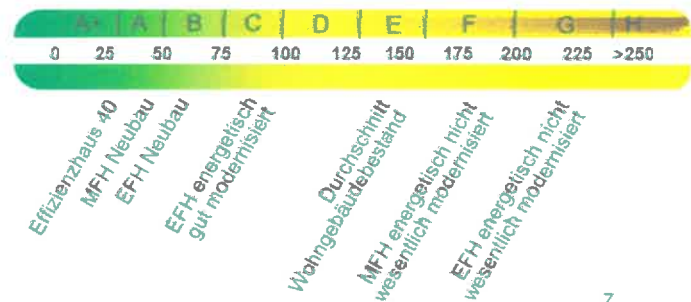 A+ A B C D E F G H
0 25 50 75 100 125 150 175 200 225 >250
Effizienzhaus 40
MFH Neubau
EFH Neubau
EFH energetisch
gut modernisiert
Durchschnitt
Wohngebäudebestand
MFH energetisch nicht
wesentlich modernisiert
EFH energetisch nicht
wesentlich modernisiert
7